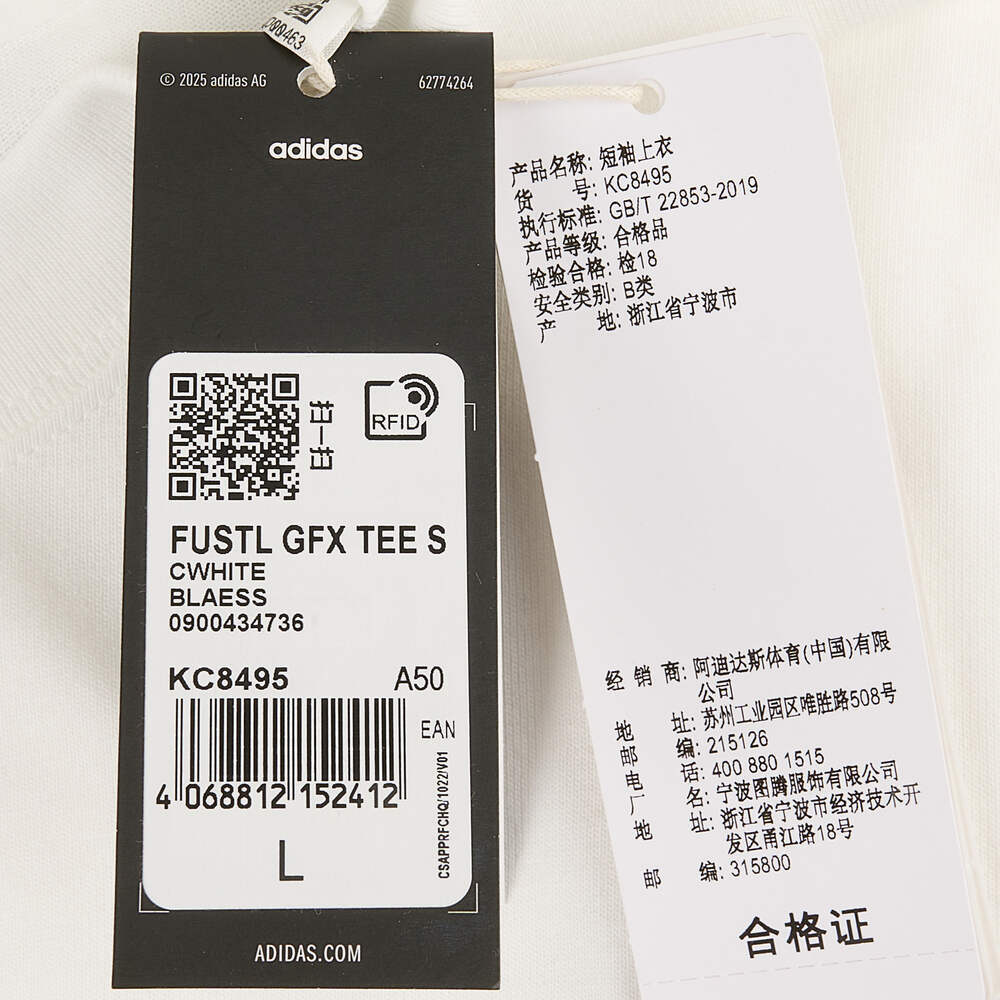 © 2025 adidas AG
62774264
adidas
扫一扫
RFID
FUSTL GFX TEE S
CWHITE
BLAESS
0900434736
KC8495 A50
EAN
4 068812 152412
CSAPPRFCHQ/1022/V01
L
ADIDAS.COM
产品名称: 短袖上衣
货 号: KC8495
执行标准: GB/T 22853-2019
产品等级: 合格品
检验合格: 检18
安全类别: B类
产 地: 浙江省宁波市
经 销 商: 阿迪达斯体育(中国)有限
公司
地 址: 苏州工业园区唯胜路508号
邮 编: 215126
电 话: 400 880 1515
厂 名: 宁波图腾服饰有限公司
地 址: 浙江省宁波市经济技术开
发区甬江路18号
邮 编: 315800
合格证